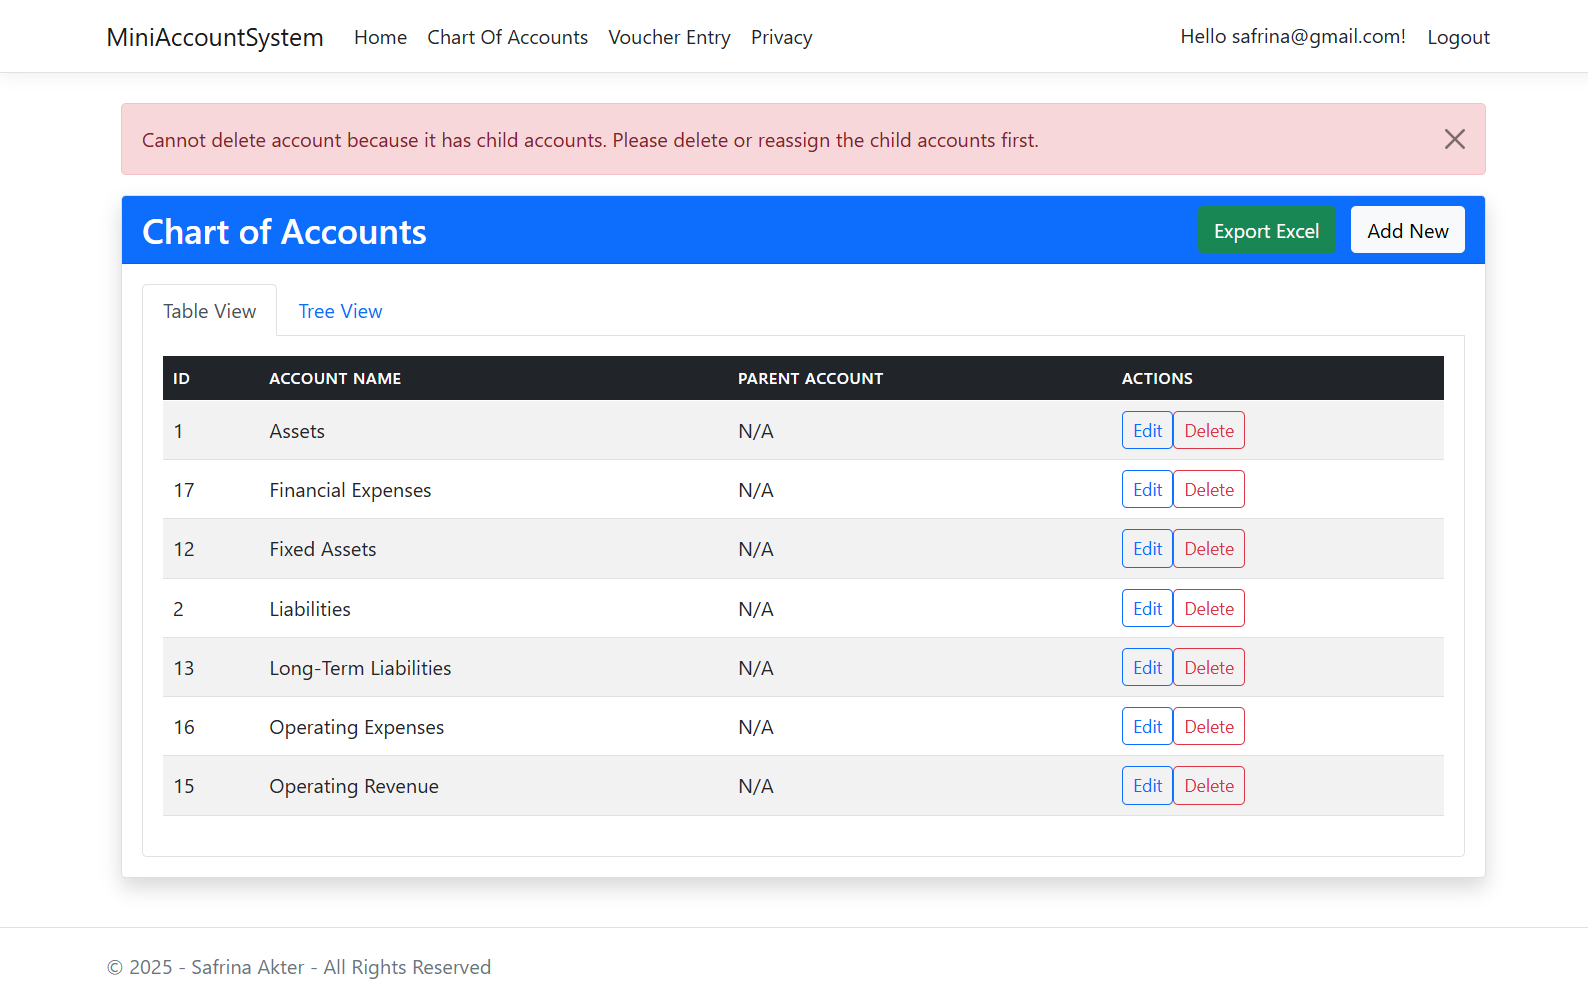 MiniAccountSystem Home Chart Of Accounts Voucher Entry Privacy Hello safrina@gmail.com! Logout
Cannot delete account because it has child accounts. Please delete or reassign the child accounts first.
Chart of Accounts Export Excel Add New
Table View Tree View
ID ACCOUNT NAME PARENT ACCOUNT ACTIONS
1 Assets N/A Edit Delete
17 Financial Expenses N/A Edit Delete
12 Fixed Assets N/A Edit Delete
2 Liabilities N/A Edit Delete
13 Long-Term Liabilities N/A Edit Delete
16 Operating Expenses N/A Edit Delete
15 Operating Revenue N/A Edit Delete
© 2025 - Safrina Akter - All Rights Reserved